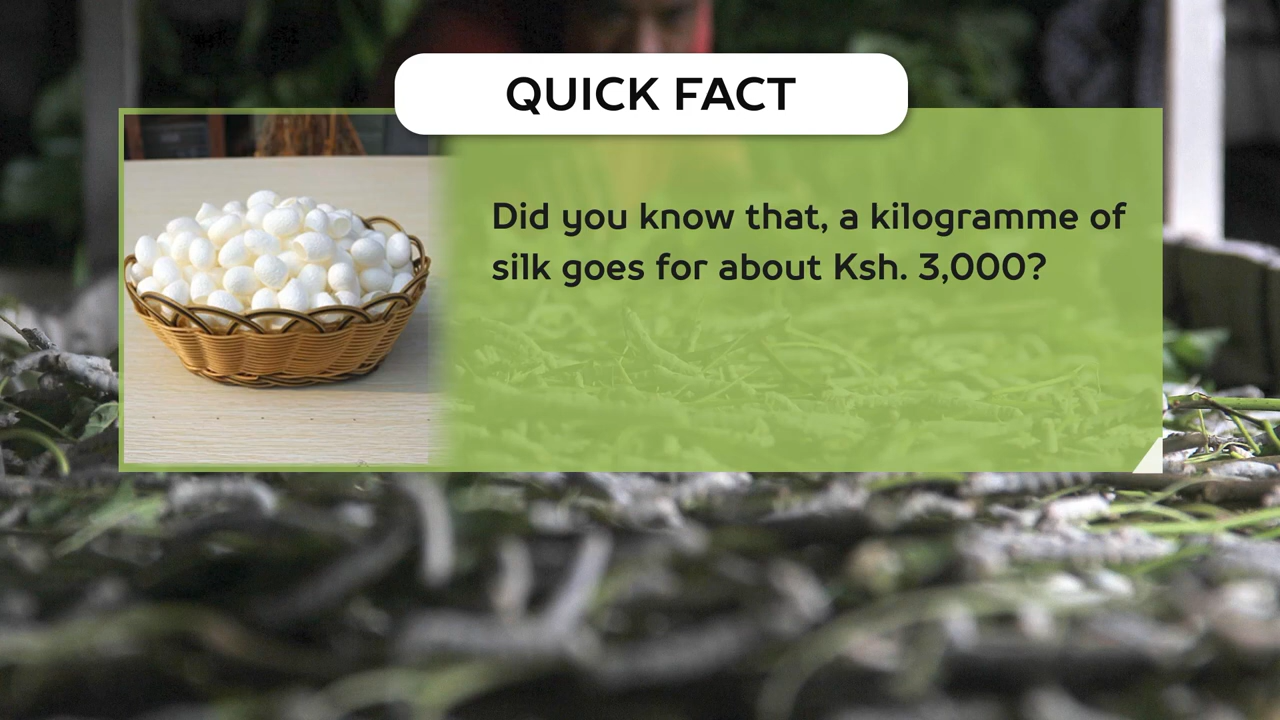 QUICK FACT
Did you know that, a kilogramme of
silk goes for about Ksh. 3,000?